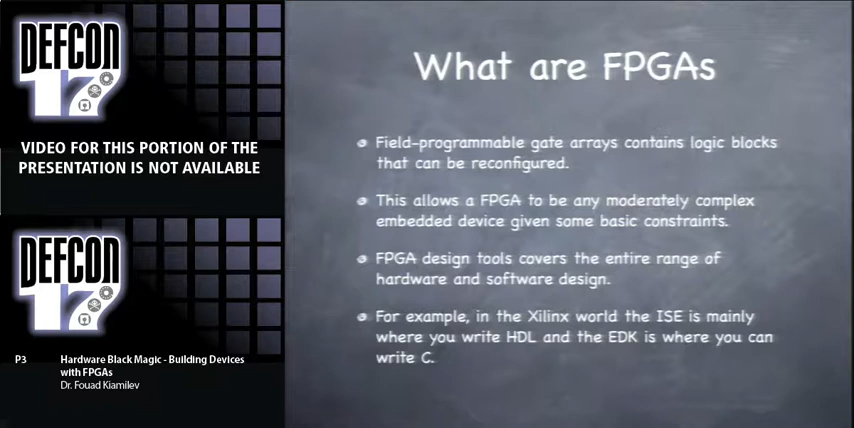 DEFCON
17
VIDEO FOR THIS PORTION OF THE
PRESENTATION IS NOT AVAILABLE
DEFCON
17
P3 Hardware Black Magic - Building Devices
with FPGAs
Dr. Fouad Kiamilev
What are FPGAs
Field-programmable gate arrays contains logic blocks
that can be reconfigured.
This allows a FPGA to be any moderately complex
embedded device given some basic constraints.
FPGA design tools covers the entire range of
hardware and software design.
For example, in the Xilinx world the ISE is mainly
where you write HDL and the EDK is where you can
write C.